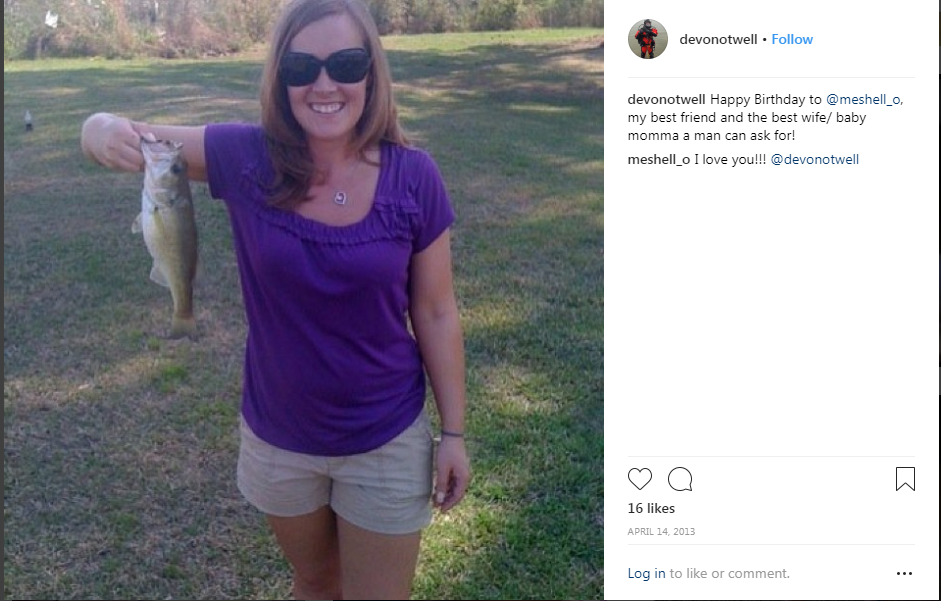 devonotwell • Follow
devonotwell Happy Birthday to @meshell_o,
my best friend and the best wife/ baby
momma a man can ask for!
meshell_o I love you!!! @devonotwell
16 likes
APRIL 14, 2013
Log in to like or comment.